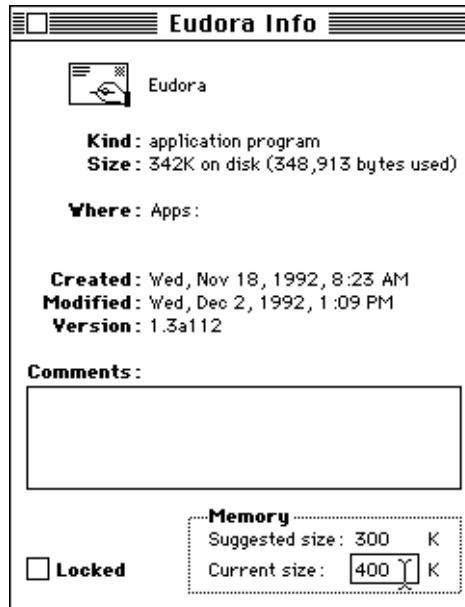 Eudora Info
Eudora
Kind: application program
Size: 342K on disk (348,913 bytes used)
Where: Apps:
Created: Wed, Nov 18, 1992, 8:23 AM
Modified: Wed, Dec 2, 1992, 1:09 PM
Version: 1.3a112
Comments:
Memory
Suggested size: 300 K
Locked
Current size: 400 K